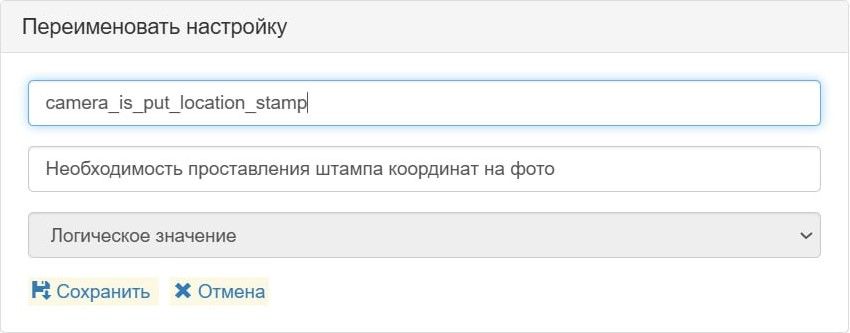 Переименовать настройку
camera_is_put_location_stamp
Необходимость проставления штампа координат на фото
Логическое значение
Сохранить Отмена